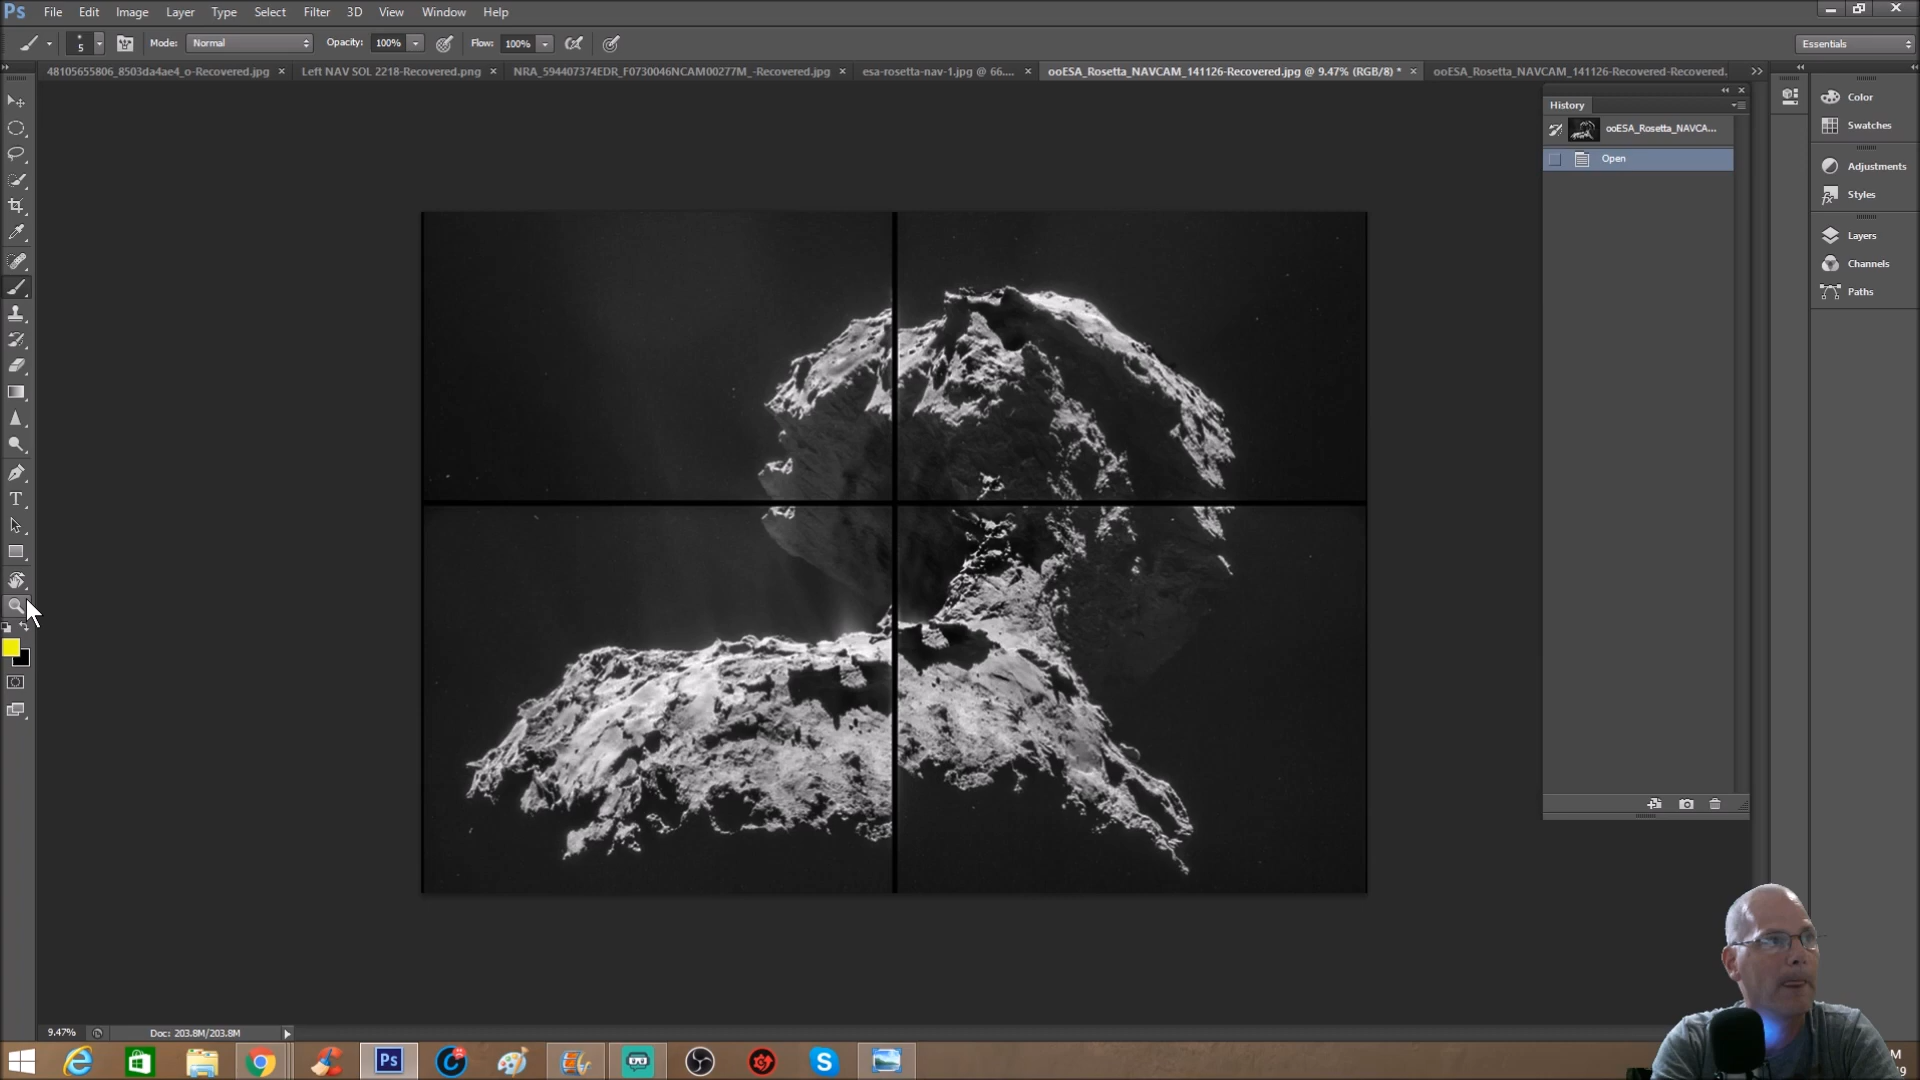 Ps File Edit Image Layer Type Select Filter 3D View Window Help
5 Mode: Normal Opacity: 100% Flow: 100% Essentials
48105655806_8503da4ae4_o-Recovered.jpg × Left NAV SOL 2218-Recovered.png × NRA_594407374EDR_F0730046NCAM00277M_-Recovered.jpg × esa-rosetta-nav-1.jpg @ 66.... × ooESA_Rosetta_NAVCAM_141126-Recovered.jpg @ 9.47% (RGB/8) * × ooESA_Rosetta_NAVCAM_141126-Recovered-Recovered.
History
ooESA_Rosetta_NAVCA...
Open
Color
Swatches
Adjustments
Styles
Layers
Channels
Paths
9.47% Doc: 203.8M/203.8M
Ps